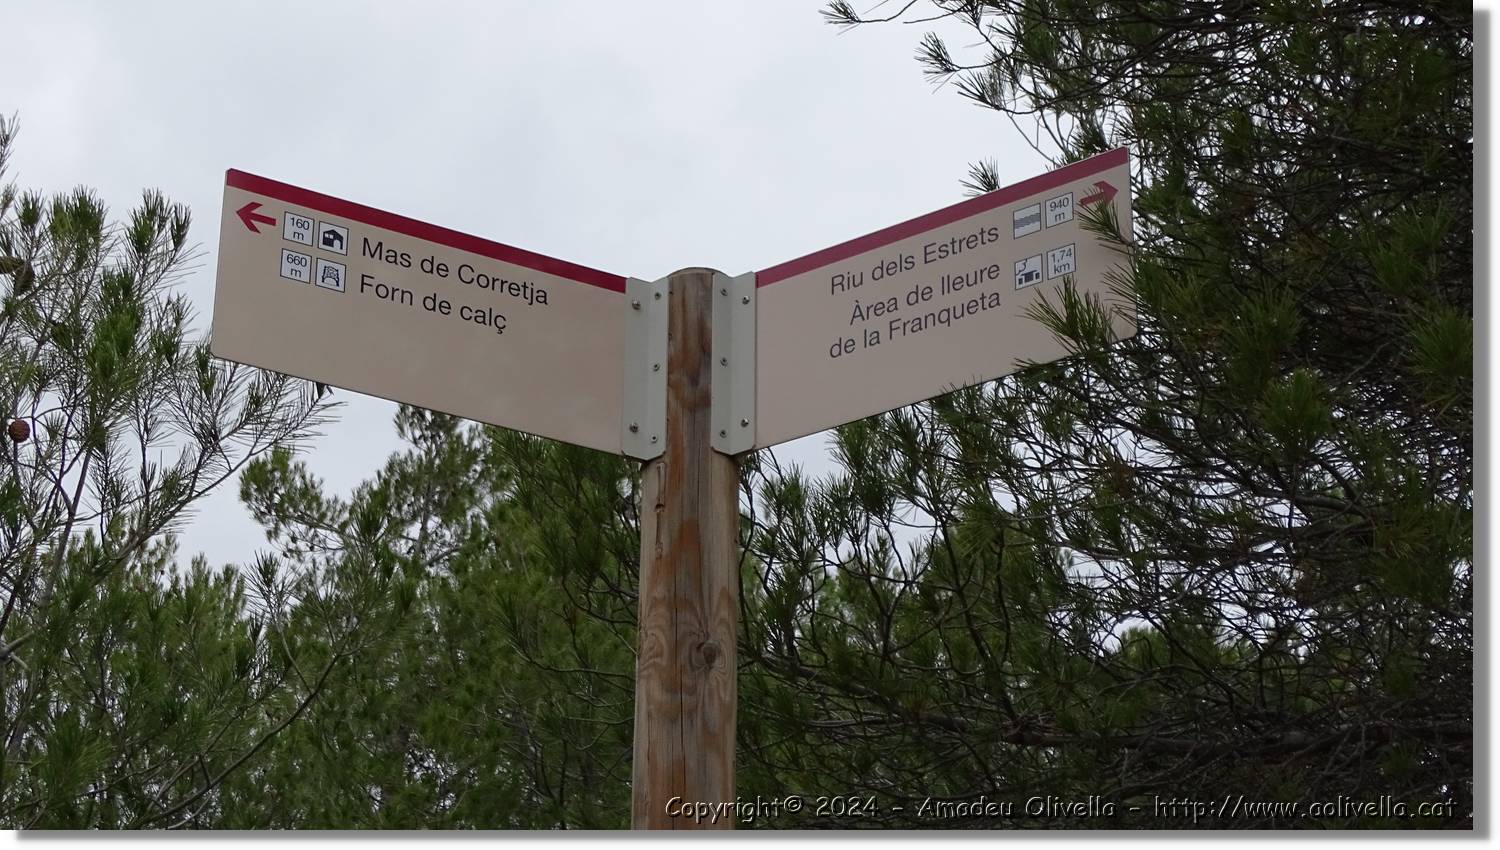 160 m Mas de Corretja
660 m Forn de calç
Riu dels Estrets 940 m
Àrea de lleure 1,74 km
de la Franqueta
Copyright© 2024 - Amadeu Olivella - http://www.aolivella.cat